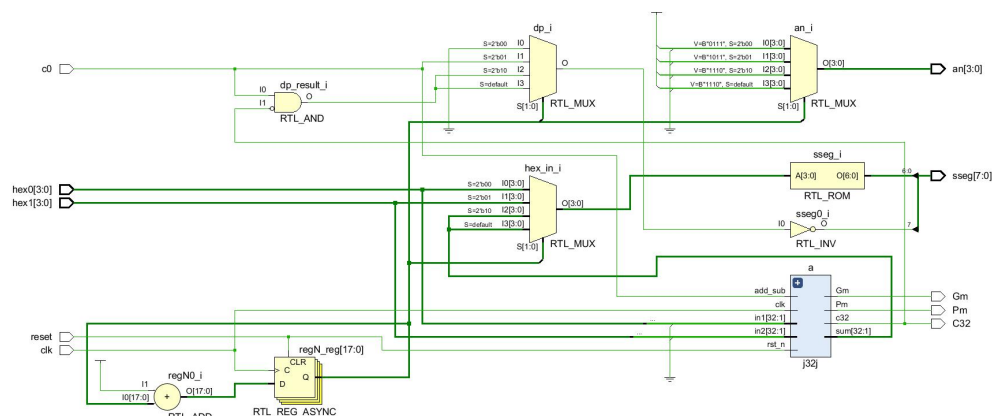 dp_i
an_i
S=2'b00 I0
S=2'b01 I1
S=2'b10 I2
S=default I3
O
S[1:0] RTL_MUX
V=B"0111", S=2'b00 I0[3:0]
V=B"1011", S=2'b01 I1[3:0]
V=B"1110", S=2'b10 I2[3:0]
V=B"1110", S=default I3[3:0]
O[3:0]
an[3:0]
S[1:0] RTL_MUX
c0
dp_result_i
I0
I1
O
RTL_AND
hex_in_i
hex0[3:0]
hex1[3:0]
S=2'b00 I0[3:0]
S=2'b01 I1[3:0]
S=2'b10 I2[3:0]
S=default I3[3:0]
O[3:0]
S[1:0] RTL_MUX
sseg_i
A[3:0] O[6:0]
RTL_ROM
6:0
sseg[7:0]
sseg0_i
I0 O
7
RTL_INV
a
add_sub Gm
clk Pm
in1[32:1] c32
in2[32:1] sum[32:1]
rst_n
j32j
...
...
Gm
Pm
C32
reset
clk
regN_reg[17:0]
CLR
C
D
Q
RTL_REG_ASYNC
regN0_i
I1
I0[17:0]
+
O[17:0]
RTL_ADD